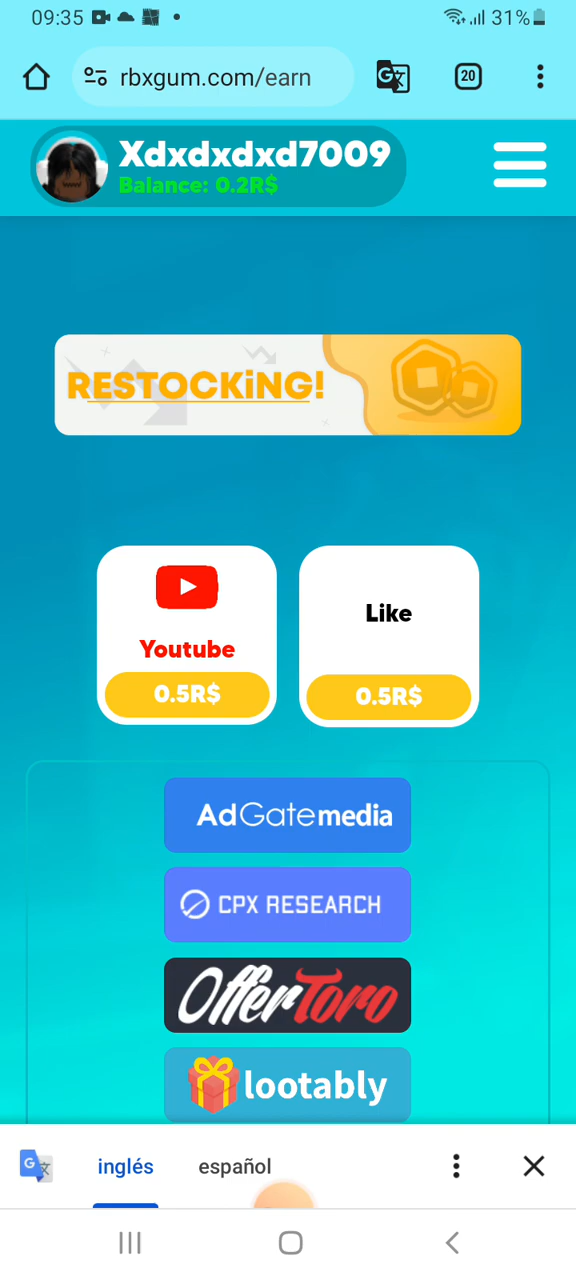 09:35
31%
rbxgum.com/earn
20
Xdxdxdxd7009
Balance: 0.2R$
RESTOCKiNG!
Youtube
0.5R$
Like
0.5R$
AdGatemedia
CPX RESEARCH
OfferToro
lootably
inglés
español